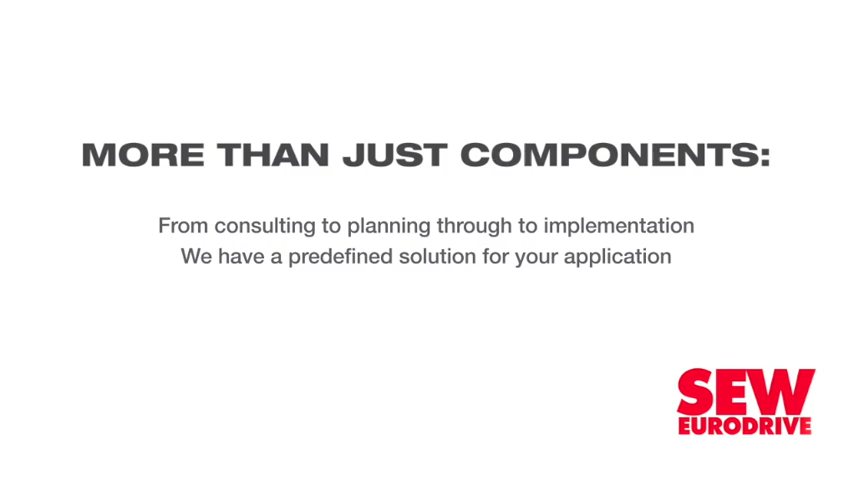 MORE THAN JUST COMPONENTS:
From consulting to planning through to implementation
We have a predefined solution for your application
SEW
EURODRIVE